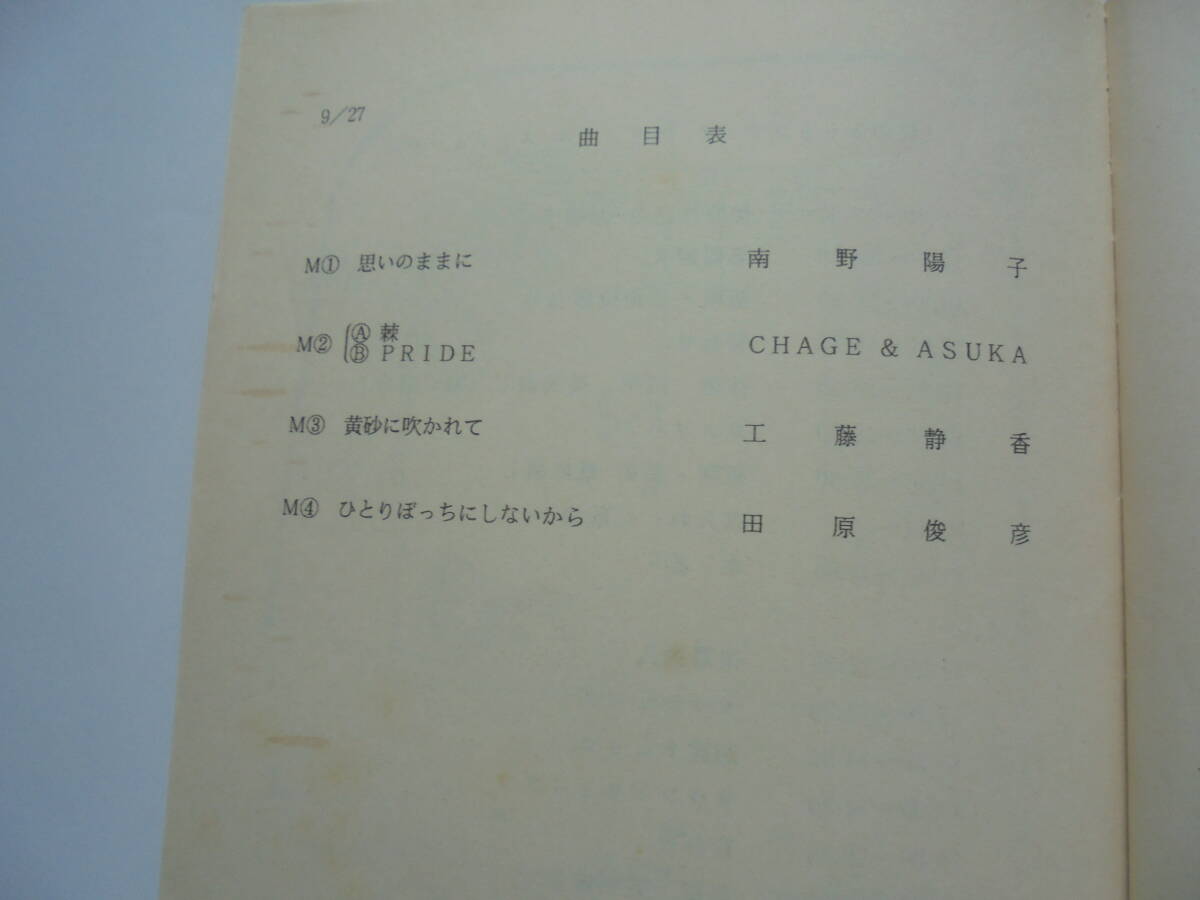 9/27
曲目表
M① 思いのままに 南野陽子
M② Ⓐ 棘
Ⓑ PRIDE CHAGE & ASUKA
M③ 黄砂に吹かれて 工藤静香
M④ ひとりぼっちにしないから 田原俊彦